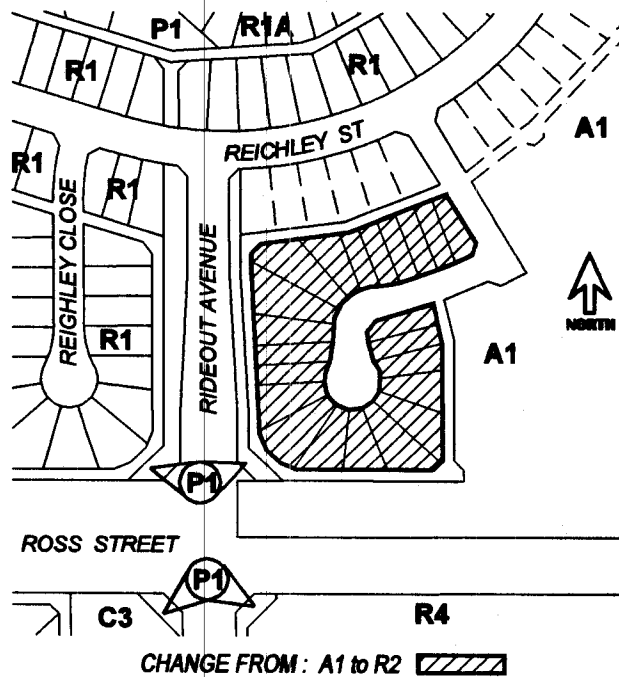 P1
R1A
R1
R1
A1
REICHLEY ST
R1
R1
REIGHLEY CLOSE
RIDEOUT AVENUE
NORTH
R1
A1
P1
ROSS STREET
P1
C3
R4
CHANGE FROM : A1 to R2